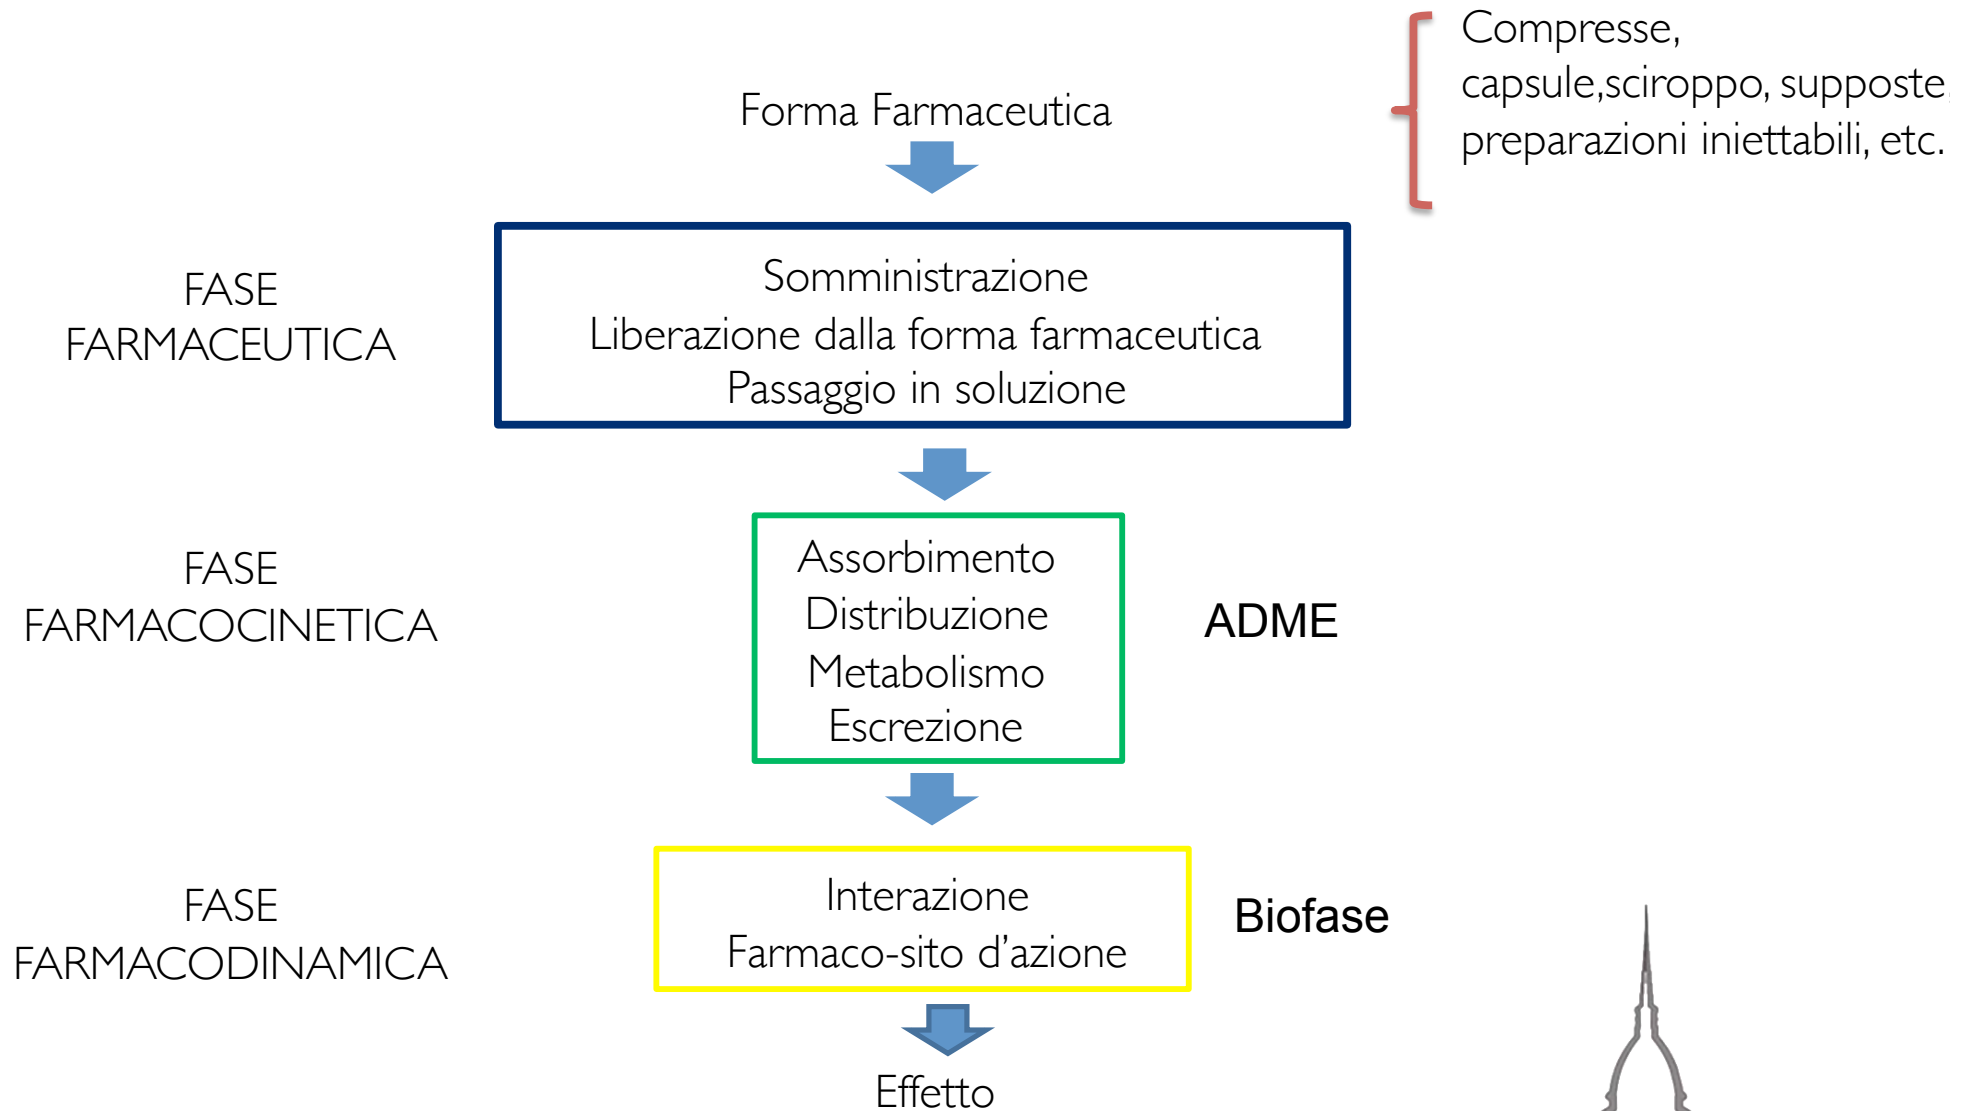 Compresse,
capsule,sciroppo, supposte,
preparazioni iniettabili, etc.
Forma Farmaceutica
FASE
FARMACEUTICA
Somministrazione
Liberazione dalla forma farmaceutica
Passaggio in soluzione
FASE
FARMACOCINETICA
Assorbimento
Distribuzione
Metabolismo
Escrezione
ADME
FASE
FARMACODINAMICA
Interazione
Farmaco-sito d’azione
Biofase
Effetto